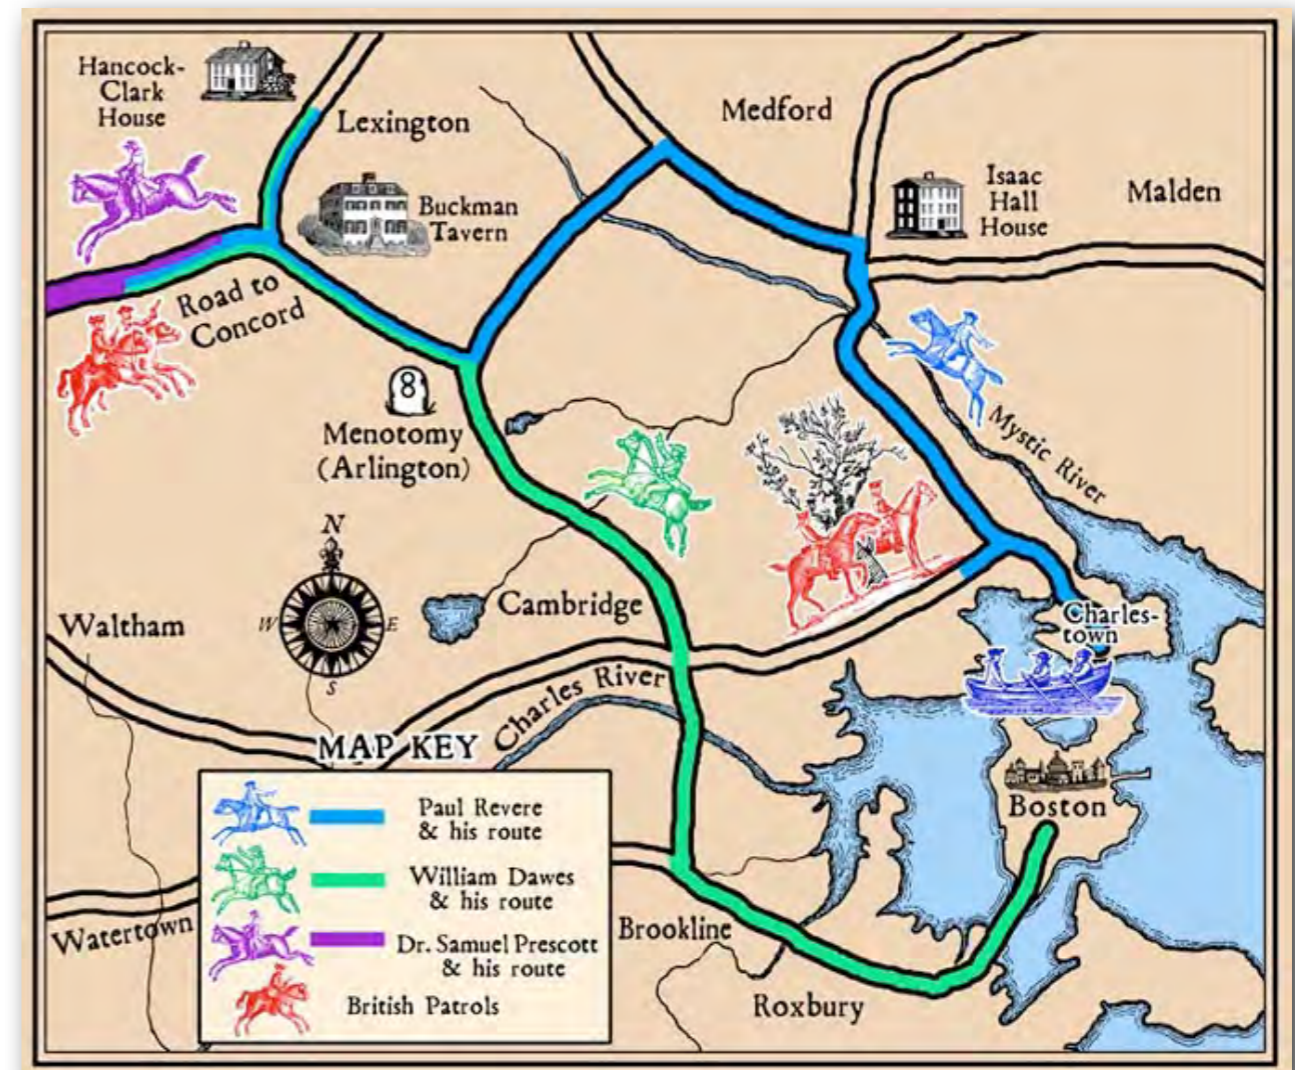 Hancock-
Clark
House
Lexington
Medford
Isaac
Hall
House
Malden
Buckman
Tavern
Road to
Concord
8
Menotomy
(Arlington)
Mystic River
N
W
E
S
Waltham
Cambridge
Charles-
town
Charles River
Boston
MAP KEY
Paul Revere
& his route
William Dawes
& his route
Dr. Samuel Prescott
& his route
British Patrols
Watertown
Brookline
Roxbury